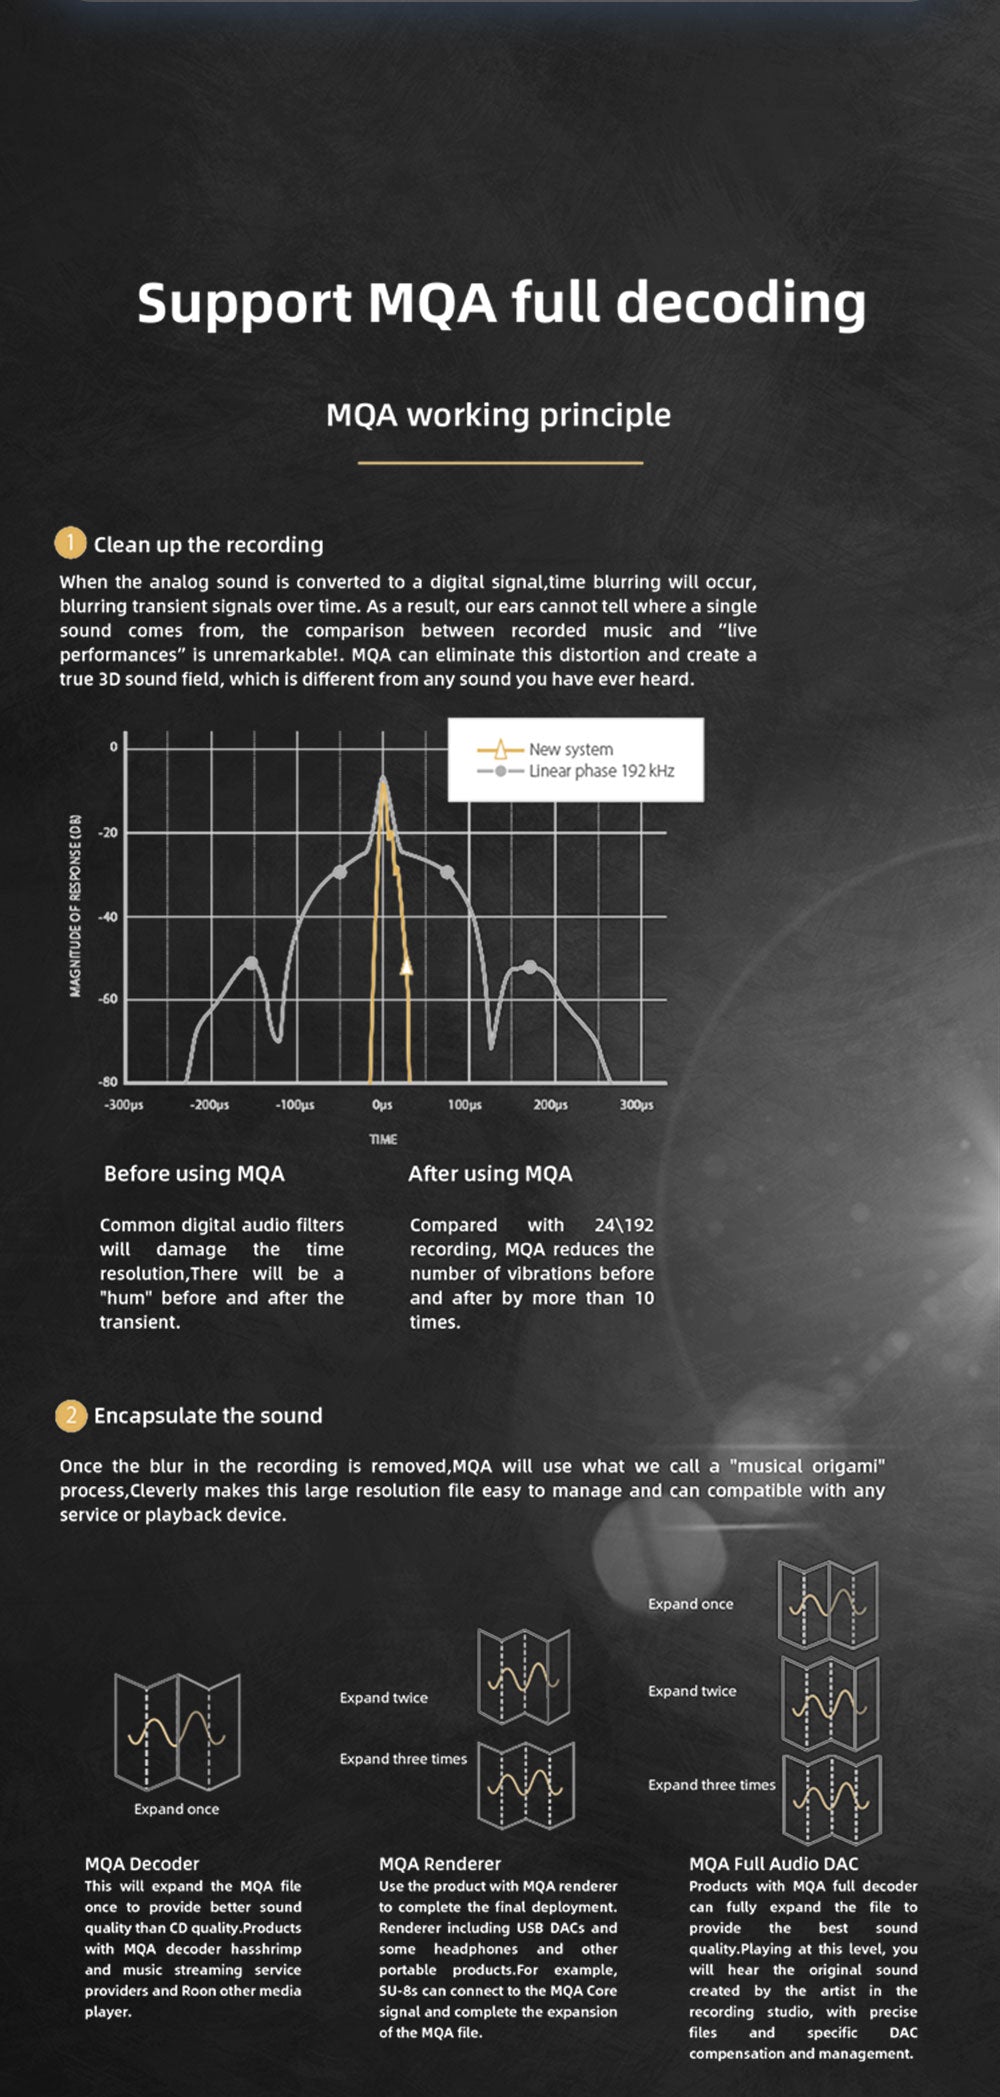 Support MQA full decoding
MQA working principle
1 Clean up the recording
When the analog sound is converted to a digital signal,time blurring will occur,
blurring transient signals over time. As a result, our ears cannot tell where a single
sound comes from, the comparison between recorded music and “live
performances” is unremarkable!. MQA can eliminate this distortion and create a
true 3D sound field, which is different from any sound you have ever heard.
New system
Linear phase 192 kHz
MAGNITUDE OF RESPONSE (DB)
0
-20
-40
-60
-80
-300µs -200µs -100µs 0µs 100µs 200µs 300µs
TIME
Before using MQA
Common digital audio filters
will damage the time
resolution,There will be a
"hum" before and after the
transient.
After using MQA
Compared with 24\192
recording, MQA reduces the
number of vibrations before
and after by more than 10
times.
2 Encapsulate the sound
Once the blur in the recording is removed,MQA will use what we call a "musical origami"
process,Cleverly makes this large resolution file easy to manage and can compatible with any
service or playback device.
Expand once
MQA Decoder
This will expand the MQA file
once to provide better sound
quality than CD quality.Products
with MQA decoder hasshrimp
and music streaming service
providers and Roon other media
player.
Expand twice
Expand three times
MQA Renderer
Use the product with MQA renderer
to complete the final deployment.
Renderer including USB DACs and
some headphones and other
portable products.For example,
SU-8s can connect to the MQA Core
signal and complete the expansion
of the MQA file.
Expand once
Expand twice
Expand three times
MQA Full Audio DAC
Products with MQA full decoder
can fully expand the file to
provide the best sound
quality.Playing at this level, you
will hear the original sound
created by the artist in the
recording studio, with precise
files and specific DAC
compensation and management.